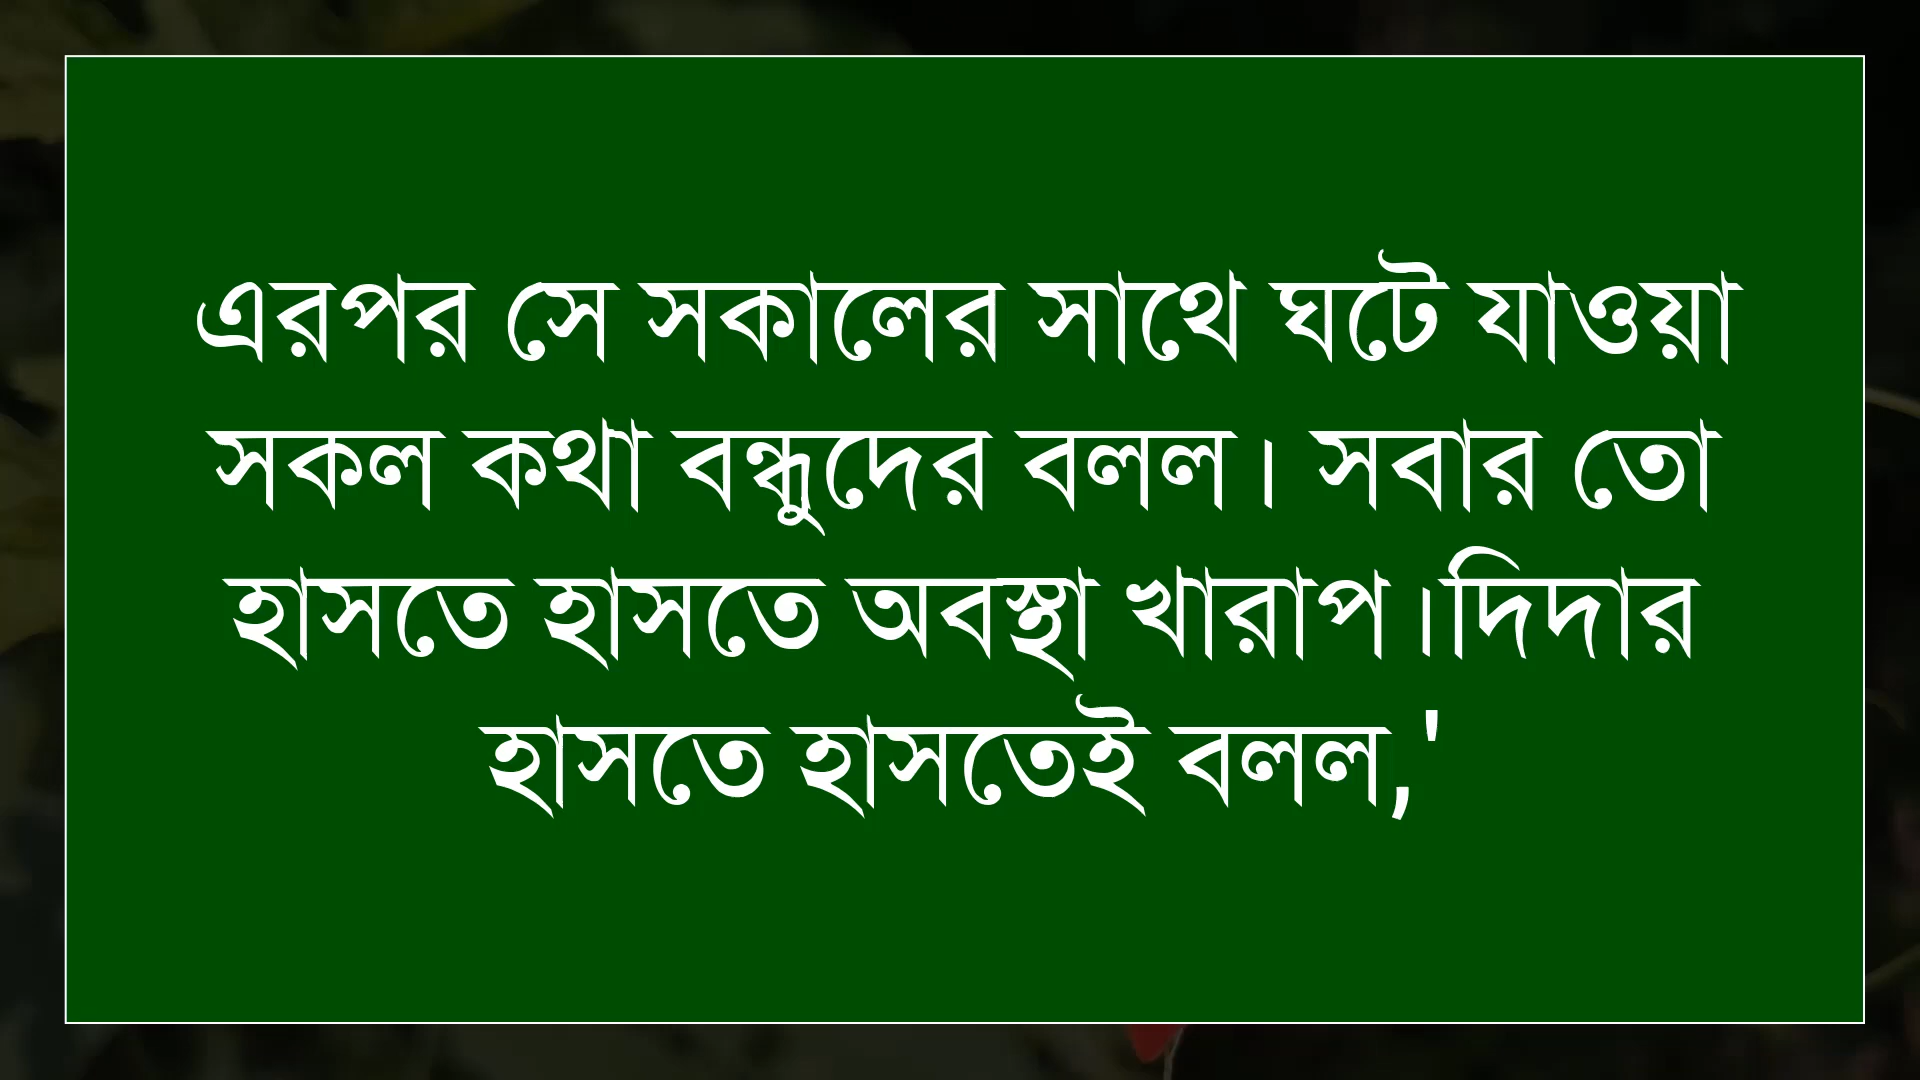 এরপর সে সকালের সাথে ঘটে যাওয়া
সকল কথা বন্ধুদের বলল। সবার তো
হাসতে হাসতে অবস্থা খারাপ।দিদার
হাসতে হাসতেই বলল,'